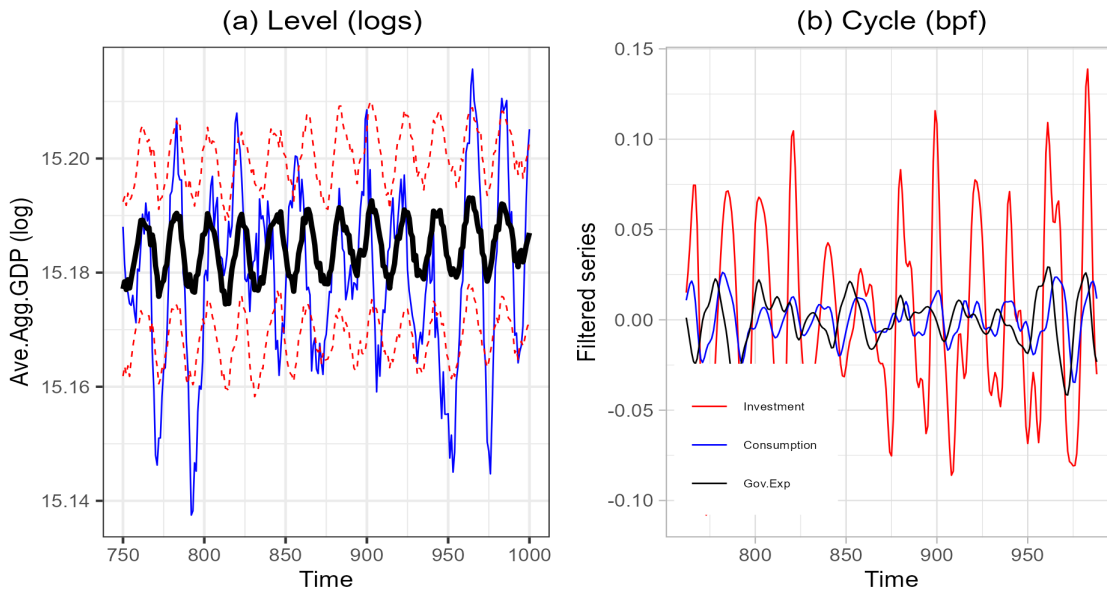 (a) Level (logs)
Ave.Agg.GDP (log)
15.20
15.18
15.16
15.14
750 800 850 900 950 1000
Time
(b) Cycle (bpf)
Filtered series
0.15
0.10
0.05
0.00
-0.05
-0.10
Investment
Consumption
Gov.Exp
800 850 900 950
Time